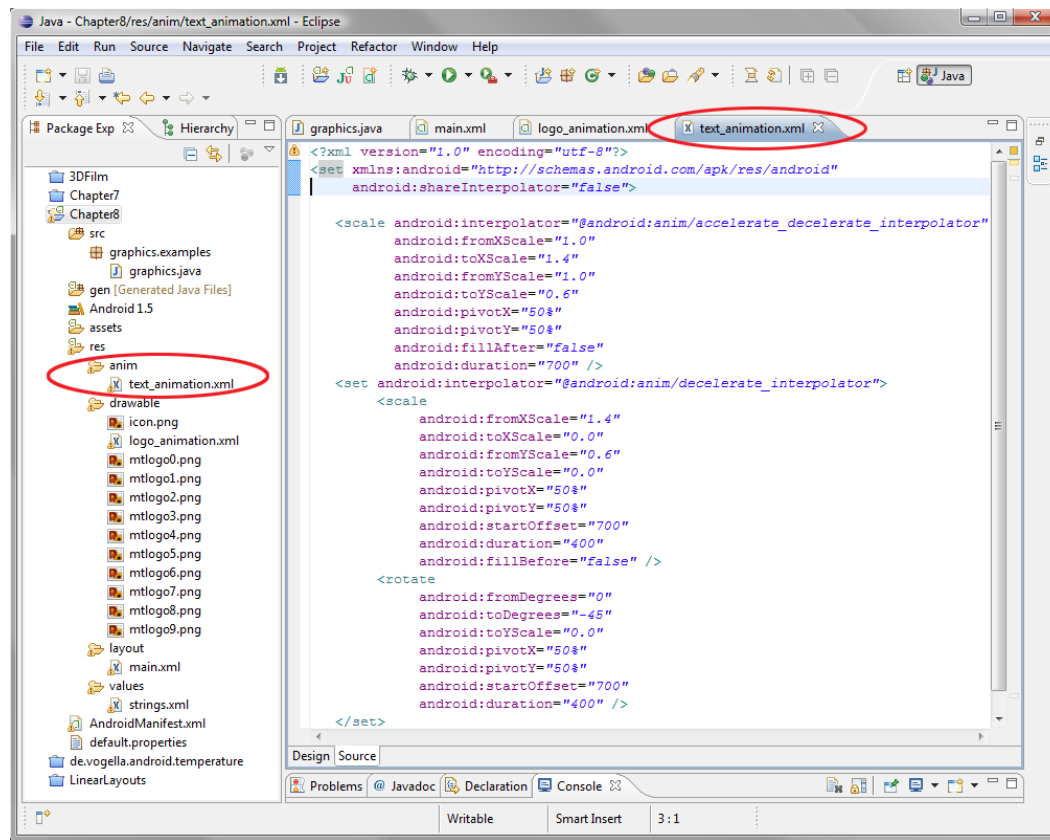 Java - Chapter8/res/anim/text_animation.xml - Eclipse
File Edit Run Source Navigate Search Project Refactor Window Help
Java
Package Exp Hierarchy
3DFilm
Chapter7
Chapter8
src
graphics.examples
graphics.java
gen [Generated Java Files]
Android 1.5
assets
res
anim
text_animation.xml
drawable
icon.png
logo_animation.xml
mtlogo0.png
mtlogo1.png
mtlogo2.png
mtlogo3.png
mtlogo4.png
mtlogo5.png
mtlogo6.png
mtlogo7.png
mtlogo8.png
mtlogo9.png
layout
main.xml
values
strings.xml
AndroidManifest.xml
default.properties
de.vogella.android.temperature
LinearLayouts
graphics.java main.xml logo_animation.xml text_animation.xml
<?xml version="1.0" encoding="utf-8"?>
<set xmlns:android="http://schemas.android.com/apk/res/android"
android:shareInterpolator="false">
<scale android:interpolator="@android:anim/accelerate_decelerate_interpolator"
android:fromXScale="1.0"
android:toXScale="1.4"
android:fromYScale="1.0"
android:toYScale="0.6"
android:pivotX="50%"
android:pivotY="50%"
android:fillAfter="false"
android:duration="700" />
<set android:interpolator="@android:anim/decelerate_interpolator">
<scale
android:fromXScale="1.4"
android:toXScale="0.0"
android:fromYScale="0.6"
android:toYScale="0.0"
android:pivotX="50%"
android:pivotY="50%"
android:startOffset="700"
android:duration="400"
android:fillBefore="false" />
<rotate
android:fromDegrees="0"
android:toDegrees="-45"
android:toYScale="0.0"
android:pivotX="50%"
android:pivotY="50%"
android:startOffset="700"
android:duration="400" />
</set>
Design Source
Problems @ Javadoc Declaration Console
Writable Smart Insert 3 : 1